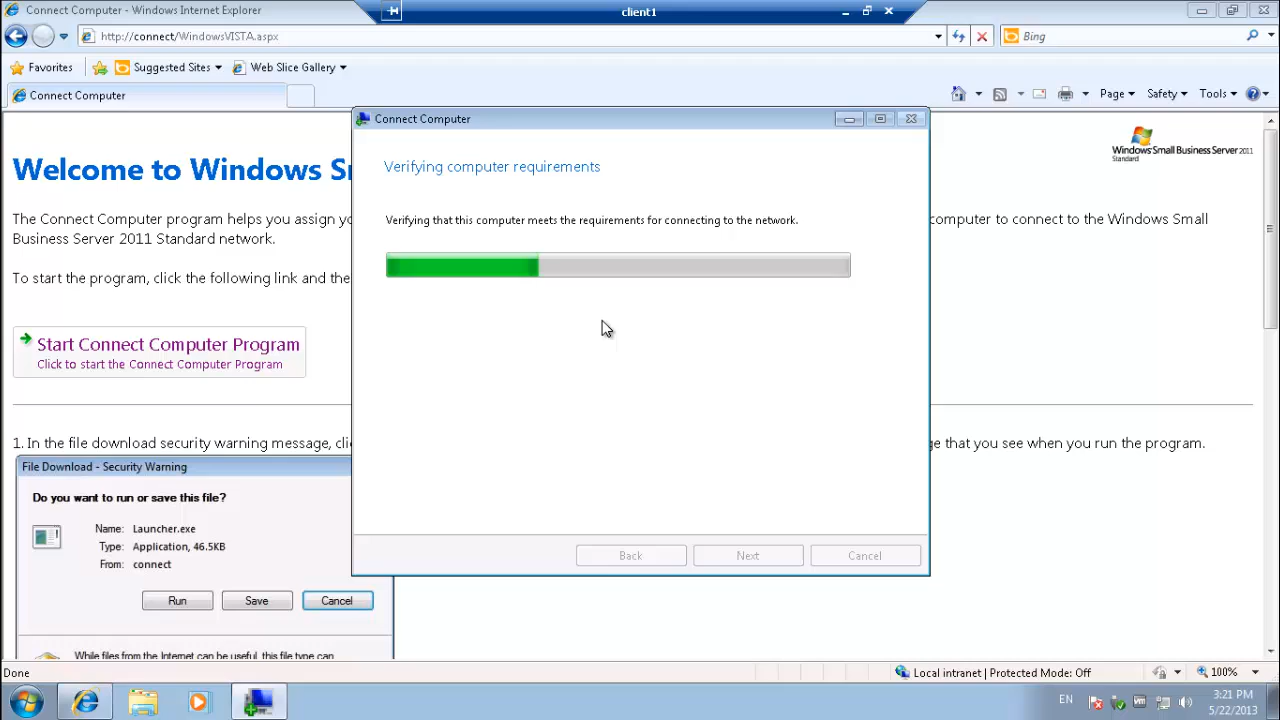 Connect Computer - Windows Internet Explorer
client1
http://connect/WindowsVISTA.aspx
Bing
Favorites
Suggested Sites
Web Slice Gallery
Connect Computer
Page
Safety
Tools
Connect Computer
Verifying computer requirements
Verifying that this computer meets the requirements for connecting to the network.
Back
Next
Cancel
Windows Small Business Server 2011
Standard
Welcome to Windows S
The Connect Computer program helps you assign yo
computer to connect to the Windows Small
Business Server 2011 Standard network.
To start the program, click the following link and the
Start Connect Computer Program
Click to start the Connect Computer Program
1. In the file download security warning message, cli
ge that you see when you run the program.
File Download - Security Warning
Do you want to run or save this file?
Name: Launcher.exe
Type: Application, 46.5KB
From: connect
Run
Save
Cancel
While files from the Internet can be useful, this file type can
Done
Local intranet | Protected Mode: Off
100%
EN
3:21 PM
5/22/2013